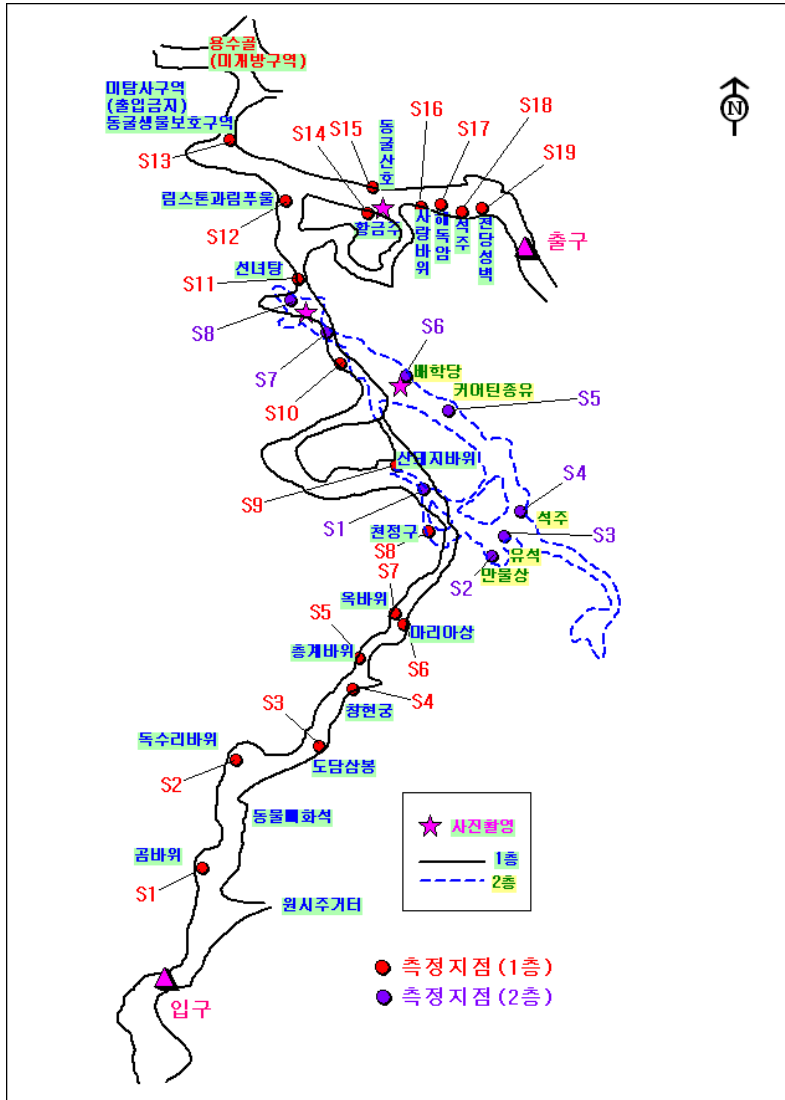 용수골
(미개방구역)
미탐사구역
(출입금지)
동굴생물보호구역
S13
S14
S15
동굴산호
S16
S17
S18
S19
N
림스톤과림푸울
S12
황금주
사랑바위
해독암
석주
천당성벽
출구
선녀탕
S11
S8
S7
S10
S6
배학당
커어틴종유
S5
산돼지바위
S9
S1
S4
석주
S3
유석
S2
만물상
천정구
S8
S7
옥바위
S5
마리아상
S6
층계바위
S4
창현궁
S3
독수리바위
도담삼봉
S2
동물화석
곰바위
S1
원시주거터
입구
사진촬영
1층
2층
측정지점(1층)
측정지점(2층)